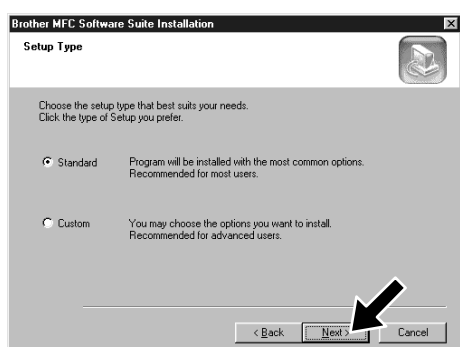 Brother MFC Software Suite Installation
Setup Type
Choose the setup type that best suits your needs.
Click the type of Setup you prefer.
Standard Program will be installed with the most common options.
Recommended for most users.
Custom You may choose the options you want to install.
Recommended for advanced users.
< Back Next > Cancel